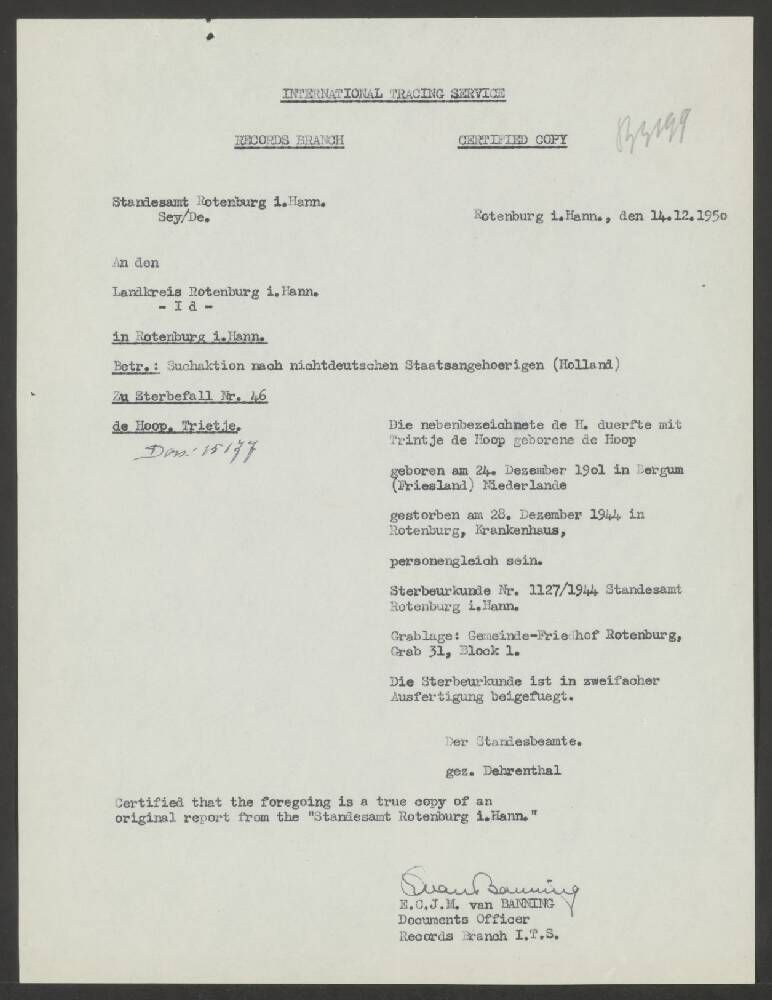 INTERNATIONAL TRACING SERVICE
RECORDS BRANCH CERTIFIED COPY
Standesamt Rotenburg i.Hann.
Sey/De.
Rotenburg i.Hann., den 14.12.1950
An den
Landkreis Rotenburg i.Hann.
- I d -
in Rotenburg i.Hann.
Betr.: Suchaktion nach nichtdeutschen Staatsangehoerigen (Holland)
Zu Sterbefall Nr. 46
de Hoop, Trietje.
Die nebenbezeichnete de H. duerfte mit
Trintje de Hoop geborene de Hoop
geboren am 24. Dezember 19o1 in Bergum
(Friesland) Niederlande
gestorben am 28. Dezember 1944 in
Rotenburg, Krankenhaus,
personengleich sein.
Sterbeurkunde Nr. 1127/1944 Standesamt
Rotenburg i.Hann.
Grablage: Gemeinde-Friedhof Rotenburg,
Grab 31, Block 1.
Die Sterbeurkunde ist in zweifacher
Ausfertigung beigefuegt.
Der Standesbeamte.
gez. Dehrenthal
Certified that the foregoing is a true copy of an
original report from the "Standesamt Rotenburg i.Hann."
E.C.J.M. van BANNING
Documents Officer
Records Branch I.T.S.